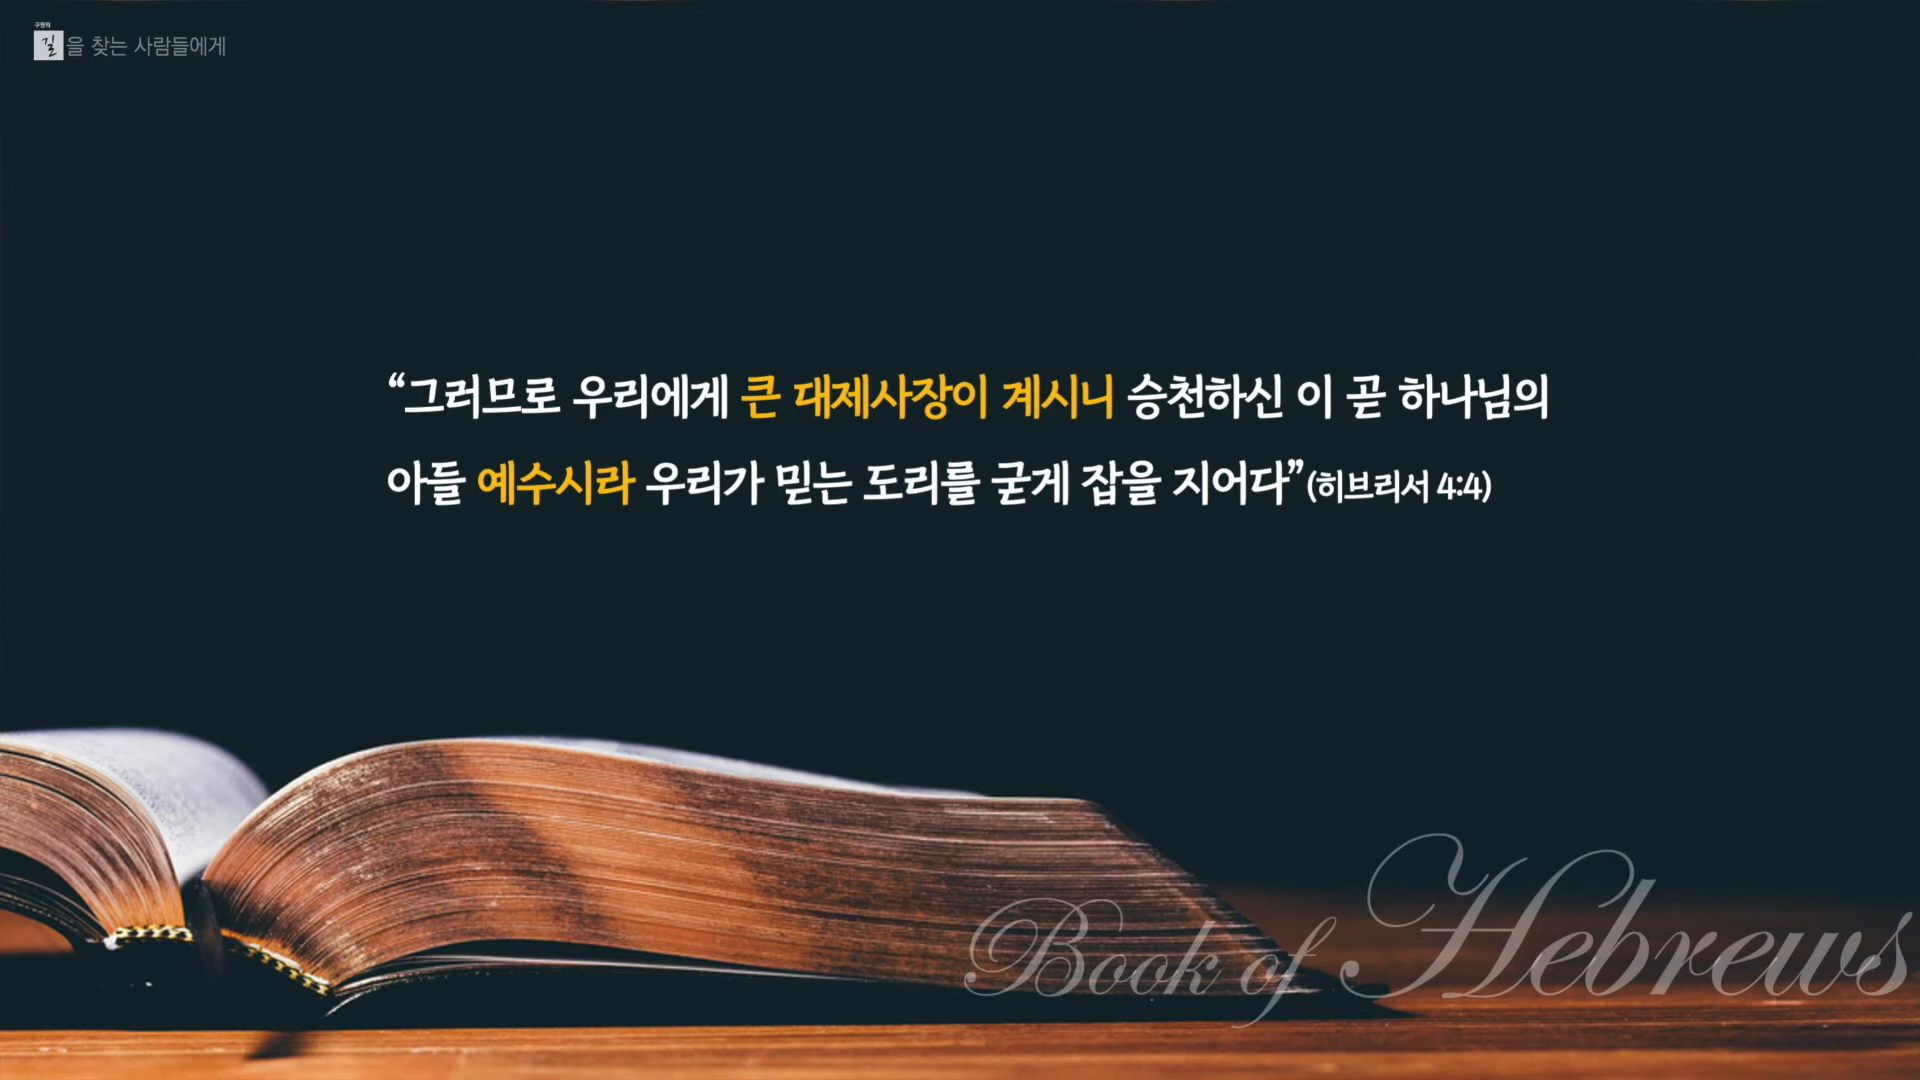 구원의
길을 찾는 사람들에게
“그러므로 우리에게 큰 대제사장이 계시니 승천하신 이 곧 하나님의
아들 예수시라 우리가 믿는 도리를 굳게 잡을 지어다”(히브리서 4:4)
Book of Hebrews